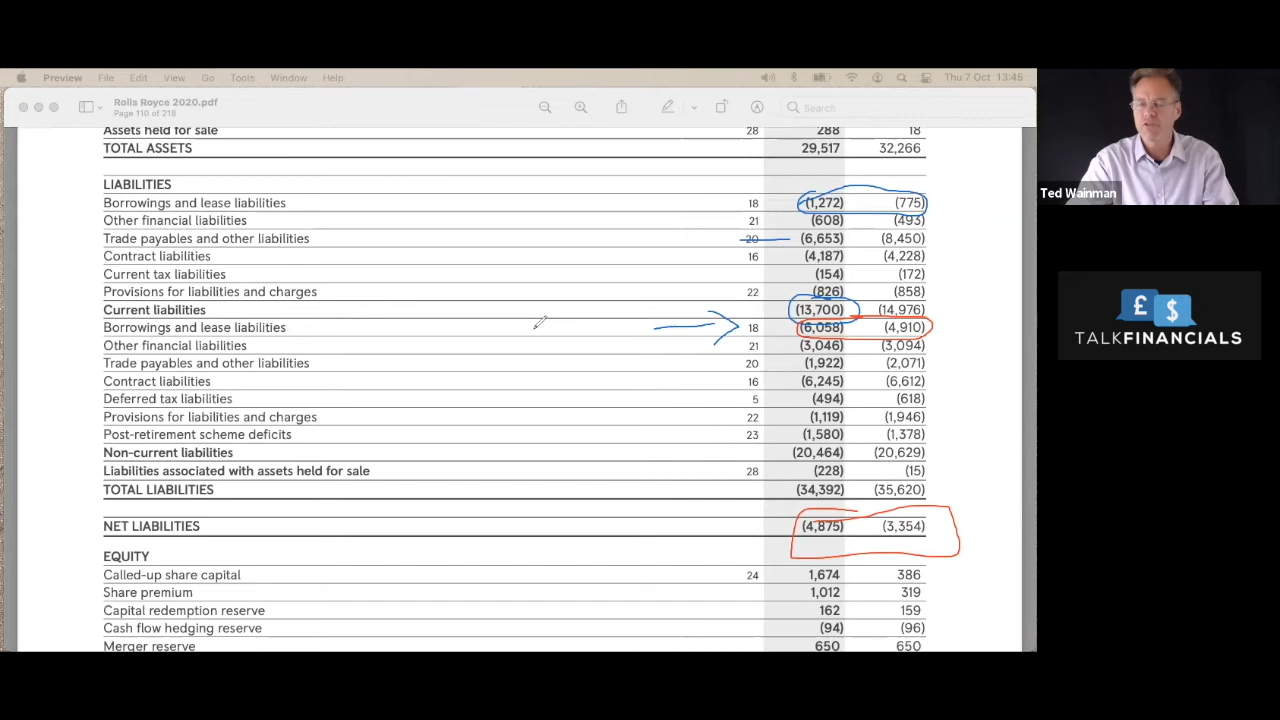 Preview File Edit View Go Tools Window Help Thu 7 Oct 13:45
Rolls Royce 2020.pdf
Page 110 of 218
Search
Assets held for sale 28 288 18
TOTAL ASSETS 29,517 32,266
LIABILITIES
Borrowings and lease liabilities 18 (1,272) (775)
Other financial liabilities 21 (608) (493)
Trade payables and other liabilities 20 (6,653) (8,450)
Contract liabilities 16 (4,187) (4,228)
Current tax liabilities (154) (172)
Provisions for liabilities and charges 22 (826) (858)
Current liabilities (13,700) (14,976)
Borrowings and lease liabilities 18 (6,058) (4,910)
Other financial liabilities 21 (3,046) (3,094)
Trade payables and other liabilities 20 (1,922) (2,071)
Contract liabilities 16 (6,245) (6,612)
Deferred tax liabilities 5 (494) (618)
Provisions for liabilities and charges 22 (1,119) (1,946)
Post-retirement scheme deficits 23 (1,580) (1,378)
Non-current liabilities (20,464) (20,629)
Liabilities associated with assets held for sale 28 (228) (15)
TOTAL LIABILITIES (34,392) (35,620)
NET LIABILITIES (4,875) (3,354)
EQUITY
Called-up share capital 24 1,674 386
Share premium 1,012 319
Capital redemption reserve 162 159
Cash flow hedging reserve (94) (96)
Merger reserve 650 650
Ted Wainman
£ $
TALKFINANCIALS